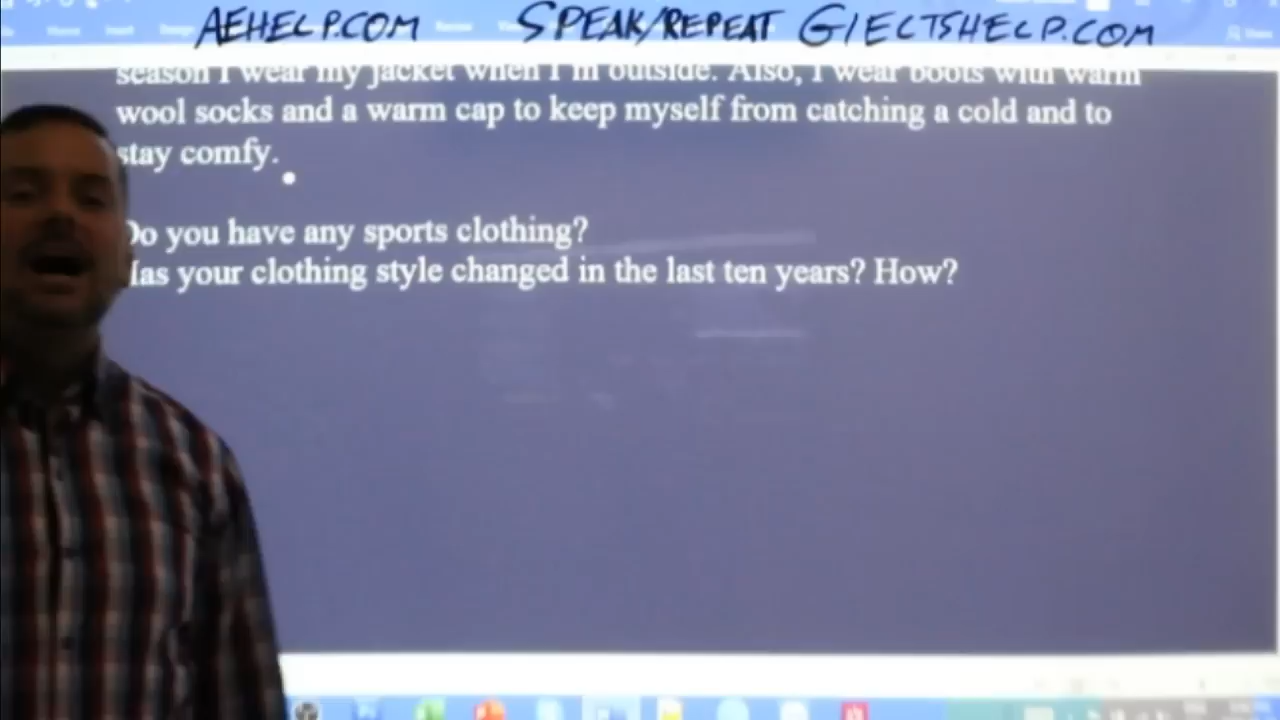 AEHELP.COM SPEAK/REPEAT GIELTSHELP.COM
season I wear my jacket when I'm outside. Also, I wear boots with warm
wool socks and a warm cap to keep myself from catching a cold and to
stay comfy.
Do you have any sports clothing?
Has your clothing style changed in the last ten years? How?